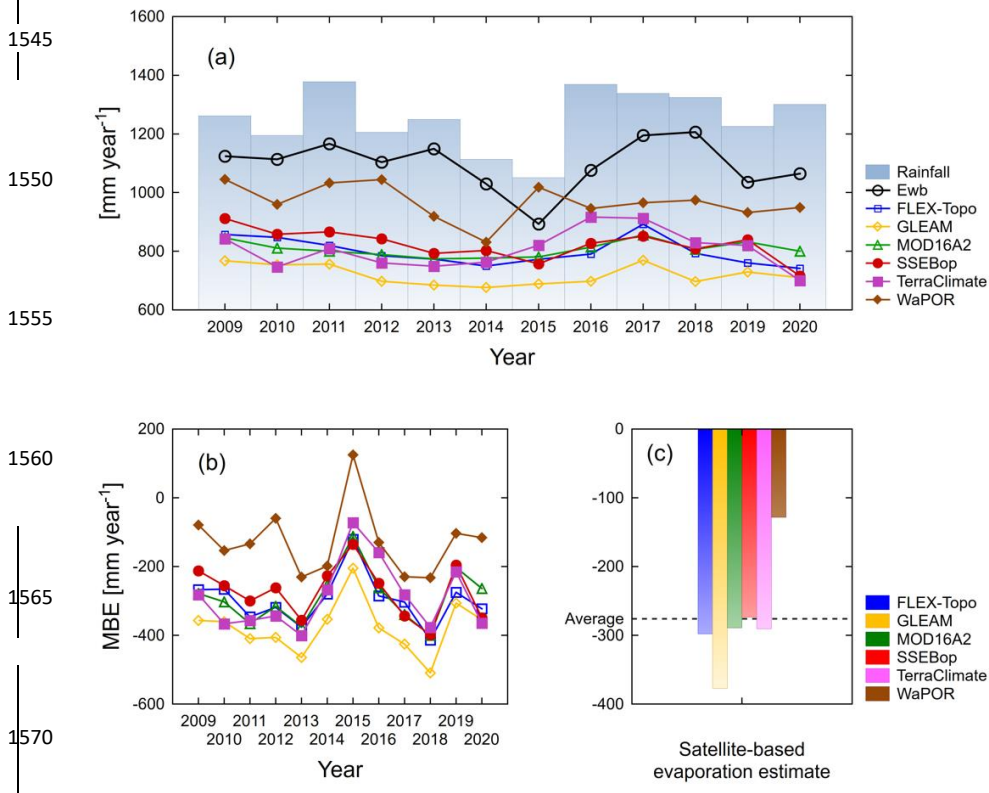 1545
1550
1555
1560
1565
1570
(a)
1600
1400
1200
1000
800
600
[mm year-1]
2009 2010 2011 2012 2013 2014 2015 2016 2017 2018 2019 2020
Year
Rainfall
Ewb
FLEX-Topo
GLEAM
MOD16A2
SSEBop
TerraClimate
WaPOR
(b)
200
0
-200
-400
-600
MBE [mm year-1]
2009 2011 2013 2015 2017 2019
2010 2012 2014 2016 2018 2020
Year
(c)
0
-100
-200
Average
-300
-400
Satellite-based
evaporation estimate
FLEX-Topo
GLEAM
MOD16A2
SSEBop
TerraClimate
WaPOR